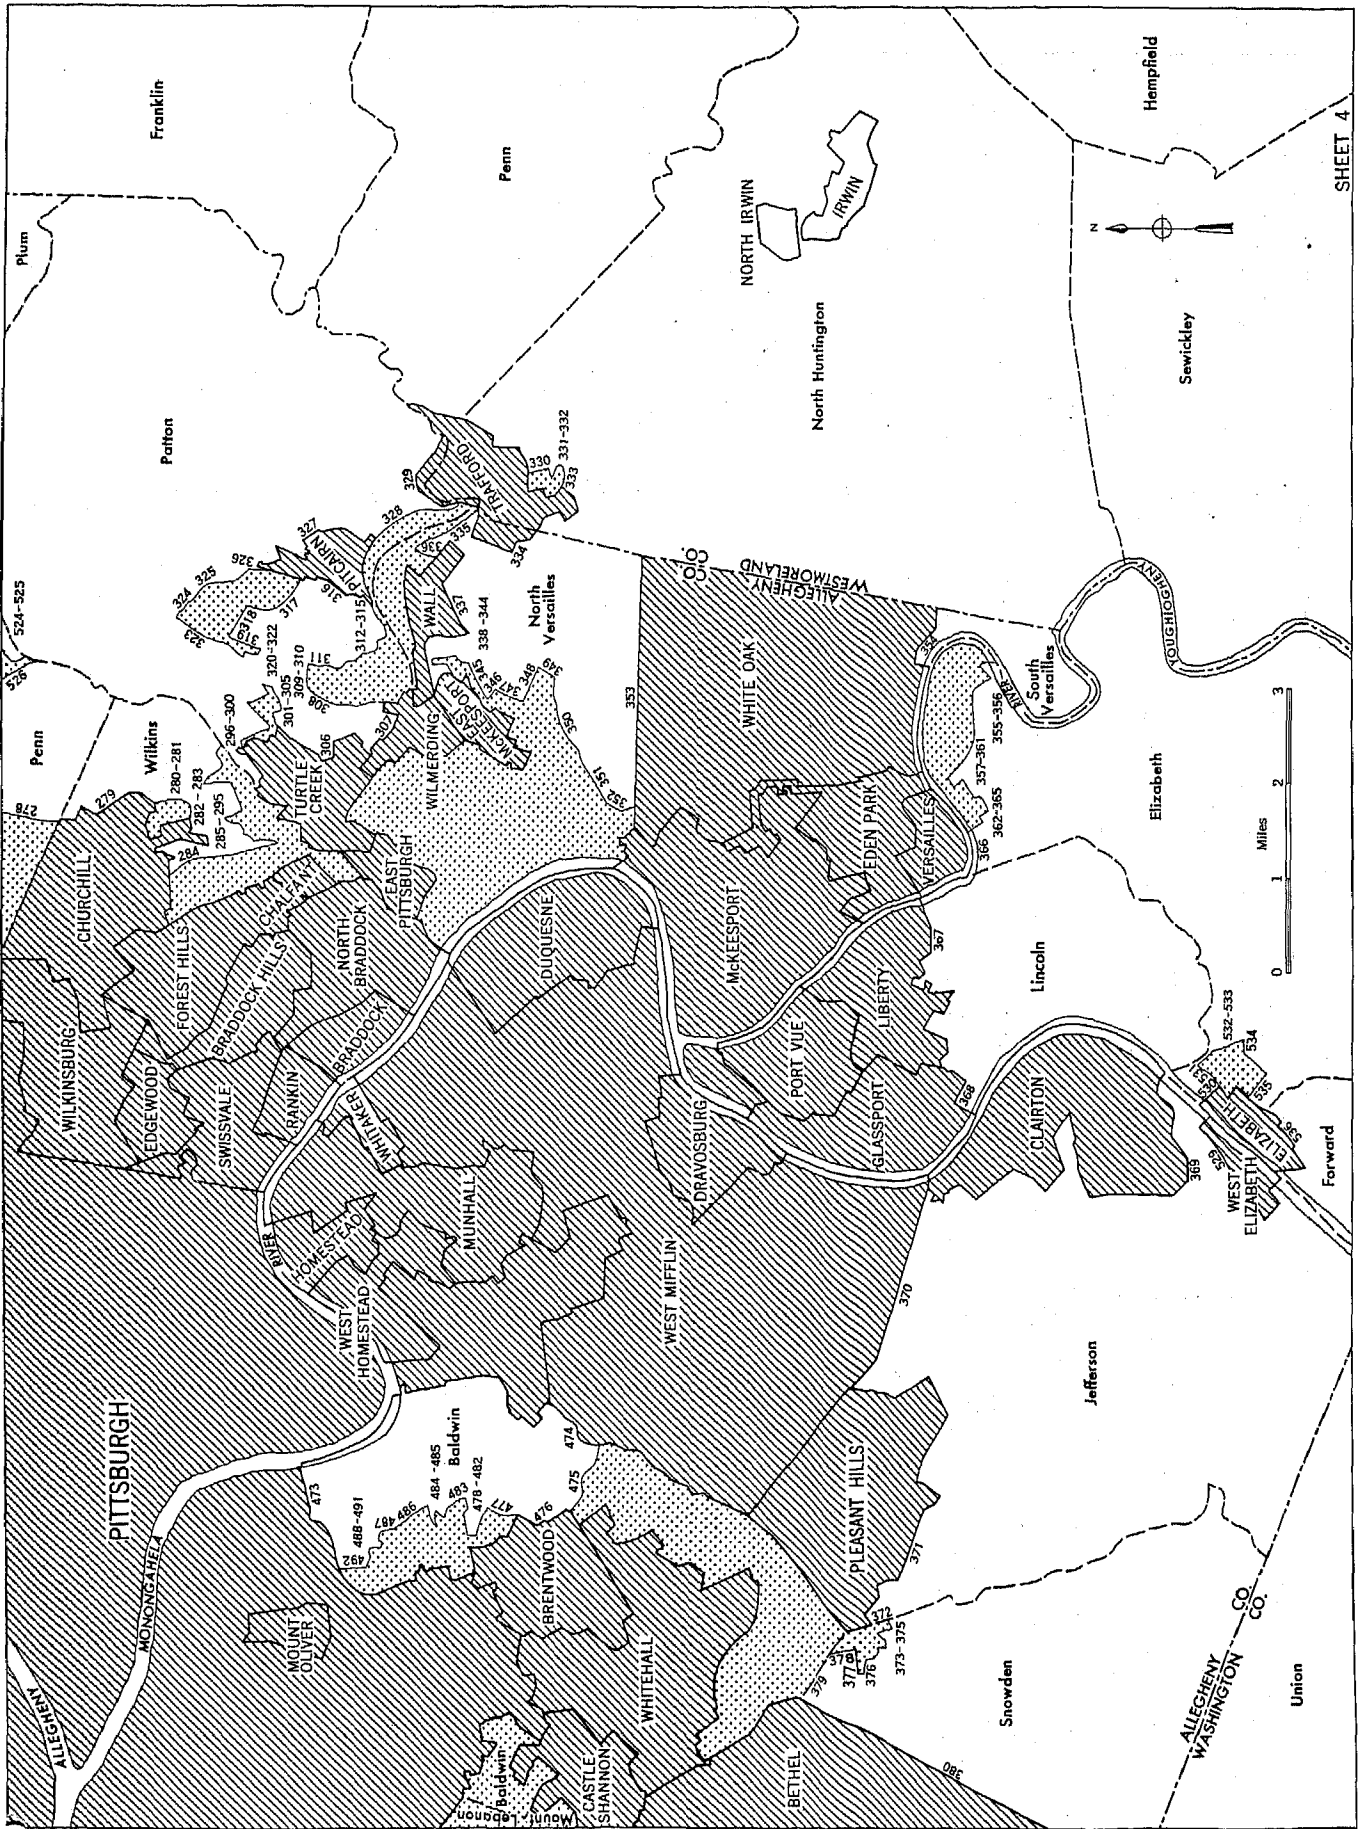 Plum
Franklin
Penn
Patton
524-525
526
Penn
Wilkins
278
279
280-281
282-283
284
285-295
296-300
301-305
306
307
308
309-310
311
312-315
316
317
318
319
320-322
323
324
325
326
327
328
329
330
331-332
333
334
335
336
337
338-344
345
346
347
348
349
350
351
352
353
354
355-356
357-361
362-365
366
367
368
369
370
371
372
373-375
376
377
378
379
380
PITCAIRN
TRAFFORD
WALL
North
Versailles
EAST
McKEESPORT
WILMERDING
TURTLE
CREEK
EAST
PITTSBURGH
CHURCHILL
WILKINSBURG
FOREST HILLS
CHALFANT
BRADDOCK HILLS
NORTH
BRADDOCK
EDGEWOOD
SWISSVALE
RANKIN
BRADDOCK
WHITAKER
MUNHALL
HOMESTEAD
RIVER
WEST
HOMESTEAD
PITTSBURGH
MONONGAHELA
ALLEGHENY
MOUNT
OLIVER
473
474
475
476
477
478-482
483
484-485
486
487
488-491
492
Baldwin
BRENTWOOD
WHITEHALL
Baldwin
Mount Lebanon
CASTLE
SHANNON
BETHEL
PLEASANT HILLS
WEST MIFFLIN
DUQUESNE
DRAVOSBURG
McKEESPORT
WHITE OAK
EDEN PARK
VERSAILLES
PORT VUE
LIBERTY
GLASSPORT
CLAIRTON
Lincoln
Elizabeth
South
Versailles
RIVER
YOUGHIOGHENY
ALLEGHENY CO.
WESTMORELAND CO.
NORTH IRWIN
IRWIN
North Huntington
Hempfield
Sewickley
N
Jefferson
Snowden
ALLEGHENY CO.
WASHINGTON CO.
Union
529
532-533
534
535
536
WEST
ELIZABETH
ELIZABETH
Forward
0 1 2 3
Miles
SHEET 4